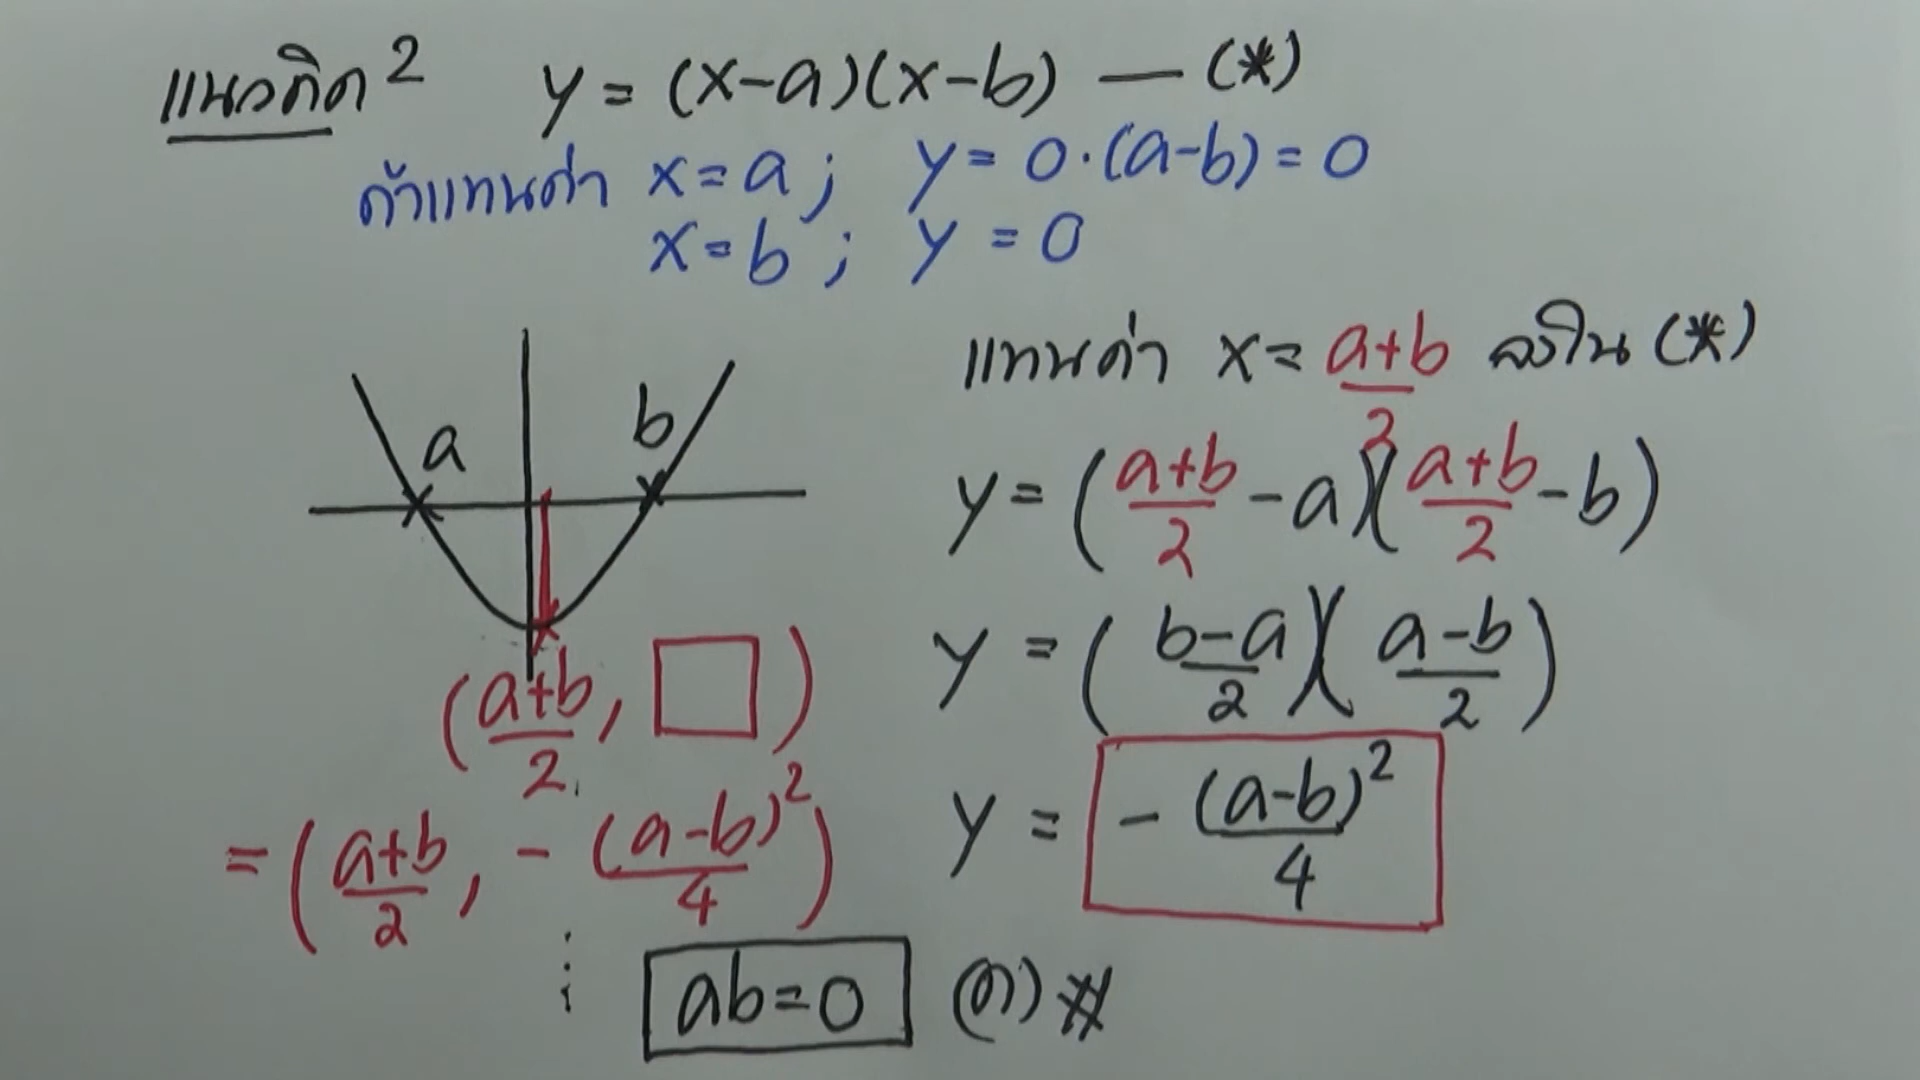 แนวคิด 2 y = (x-a)(x-b) — (*)
ถ้าแทนค่า x = a ; y = 0·(a-b) = 0
x = b ; y = 0
a b
(a+b/2, □)
= (a+b/2, -(a-b)²/4)
แทนค่า x = a+b/2 ลงใน (*)
y = (a+b/2 - a)(a+b/2 - b)
y = (b-a/2)(a-b/2)
y = -(a-b)²/4
⋮ ab=0 (ค) #